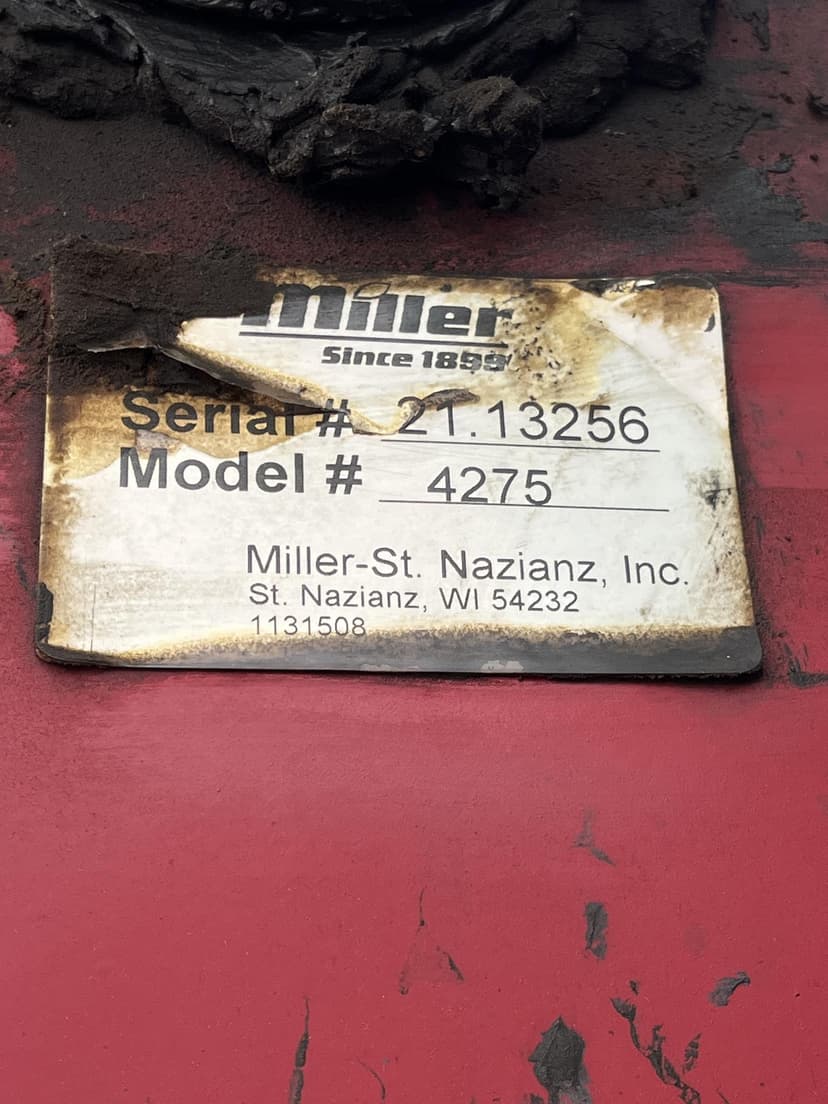 Miller
Since 1899
Serial # 21.13256
Model # 4275
Miller-St. Nazianz, Inc.
St. Nazianz, WI 54232
1131508